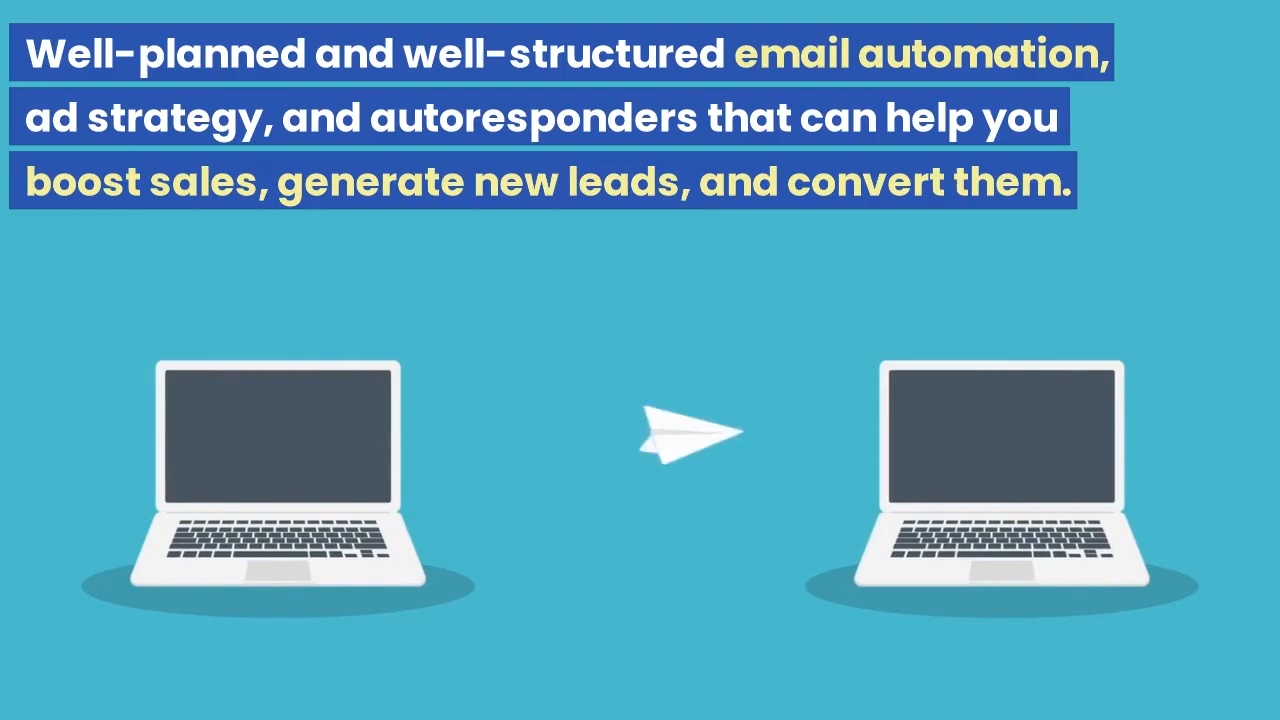 Well-planned and well-structured email automation,
ad strategy, and autoresponders that can help you
boost sales, generate new leads, and convert them.